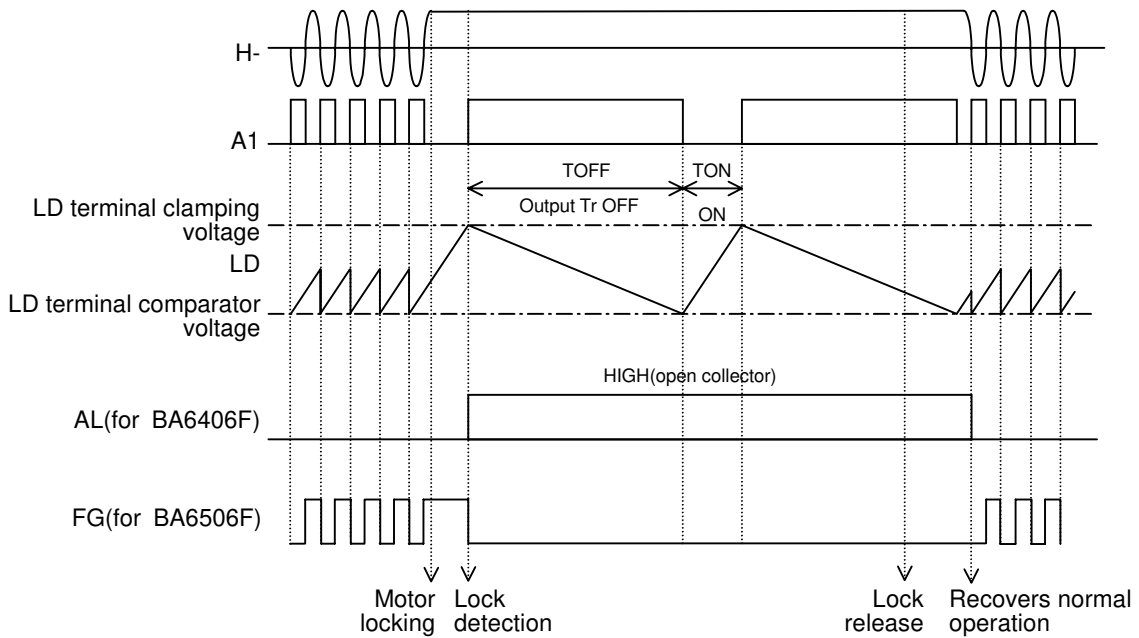 H-
A1
TOFF
TON
LD terminal clamping
voltage
Output Tr OFF
ON
LD
LD terminal comparator
voltage
HIGH(open collector)
AL(for BA6406F)
FG(for BA6506F)
Motor
locking
Lock
detection
Lock
release
Recovers normal
operation